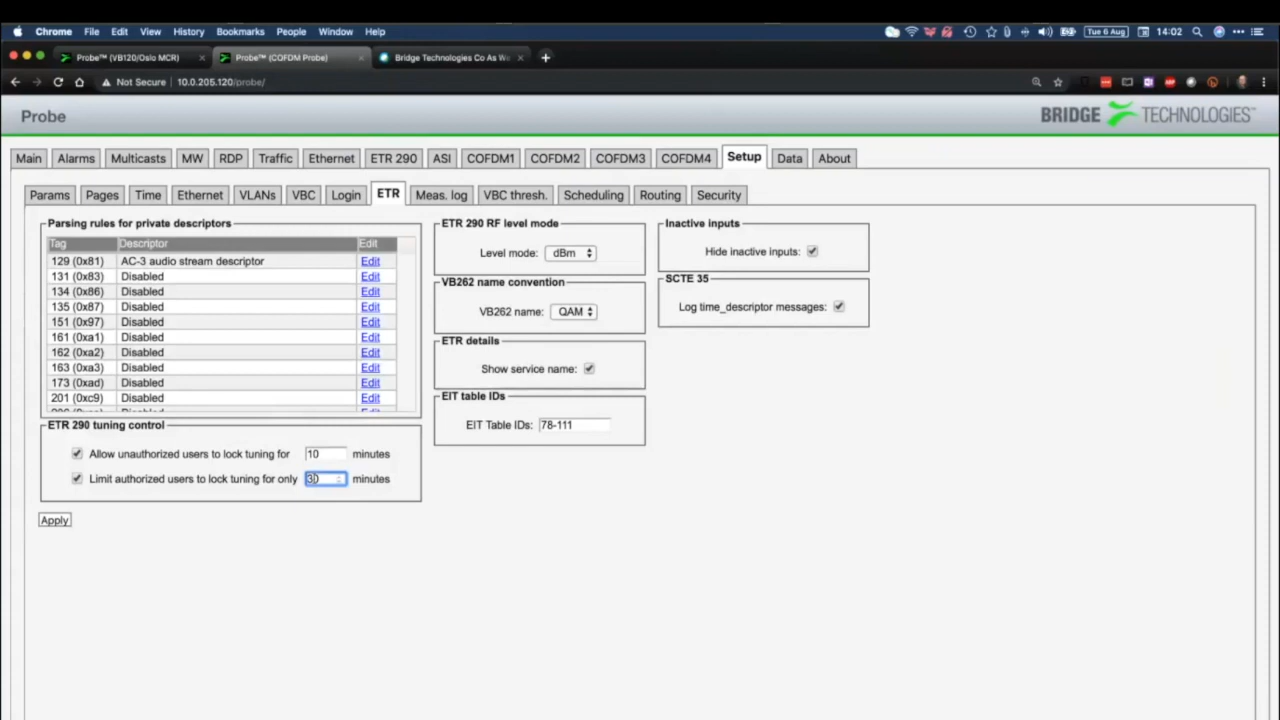 Chrome File Edit View History Bookmarks People Window Help Tue 6 Aug 14:02
Probe™ (VB120/Oslo MCR) Probe™ (COFDM Probe) Bridge Technologies Co As
Not Secure 10.0.205.120/probe/
Probe BRIDGE TECHNOLOGIES™
Main Alarms Multicasts MW RDP Traffic Ethernet ETR 290 ASI COFDM1 COFDM2 COFDM3 COFDM4 Setup Data About
Params Pages Time Ethernet VLANs VBC Login ETR Meas. log VBC thresh. Scheduling Routing Security
Parsing rules for private descriptors
Tag Descriptor Edit
129 (0x81) AC-3 audio stream descriptor Edit
131 (0x83) Disabled Edit
134 (0x86) Disabled Edit
135 (0x87) Disabled Edit
151 (0x97) Disabled Edit
161 (0xa1) Disabled Edit
162 (0xa2) Disabled Edit
163 (0xa3) Disabled Edit
173 (0xad) Disabled Edit
201 (0xc9) Disabled Edit
ETR 290 tuning control
Allow unauthorized users to lock tuning for 10 minutes
Limit authorized users to lock tuning for only 30 minutes
Apply
ETR 290 RF level mode
Level mode: dBm
VB262 name convention
VB262 name: QAM
ETR details
Show service name:
EIT table IDs
EIT Table IDs: 78-111
Inactive inputs
Hide inactive inputs:
SCTE 35
Log time_descriptor messages: